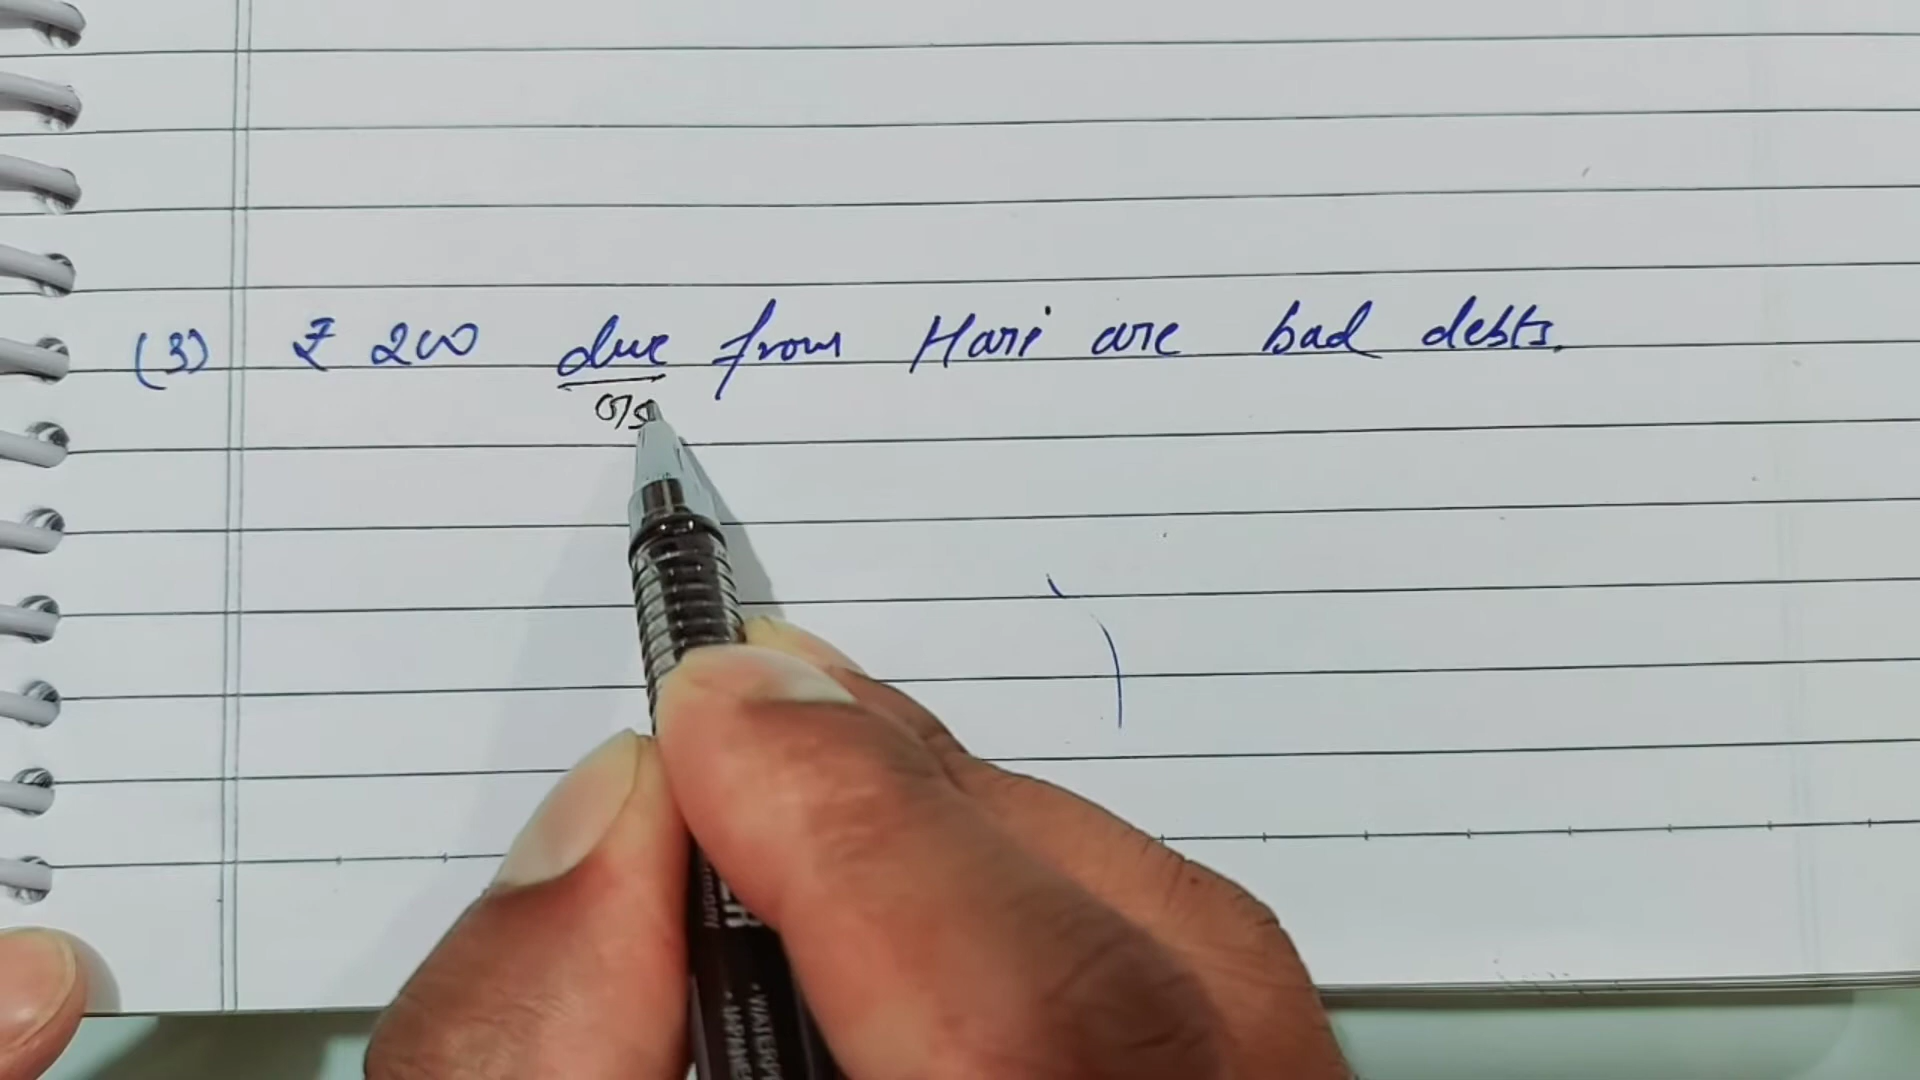 (3) ₹ 200 due from Hari are bad debts.
O/S